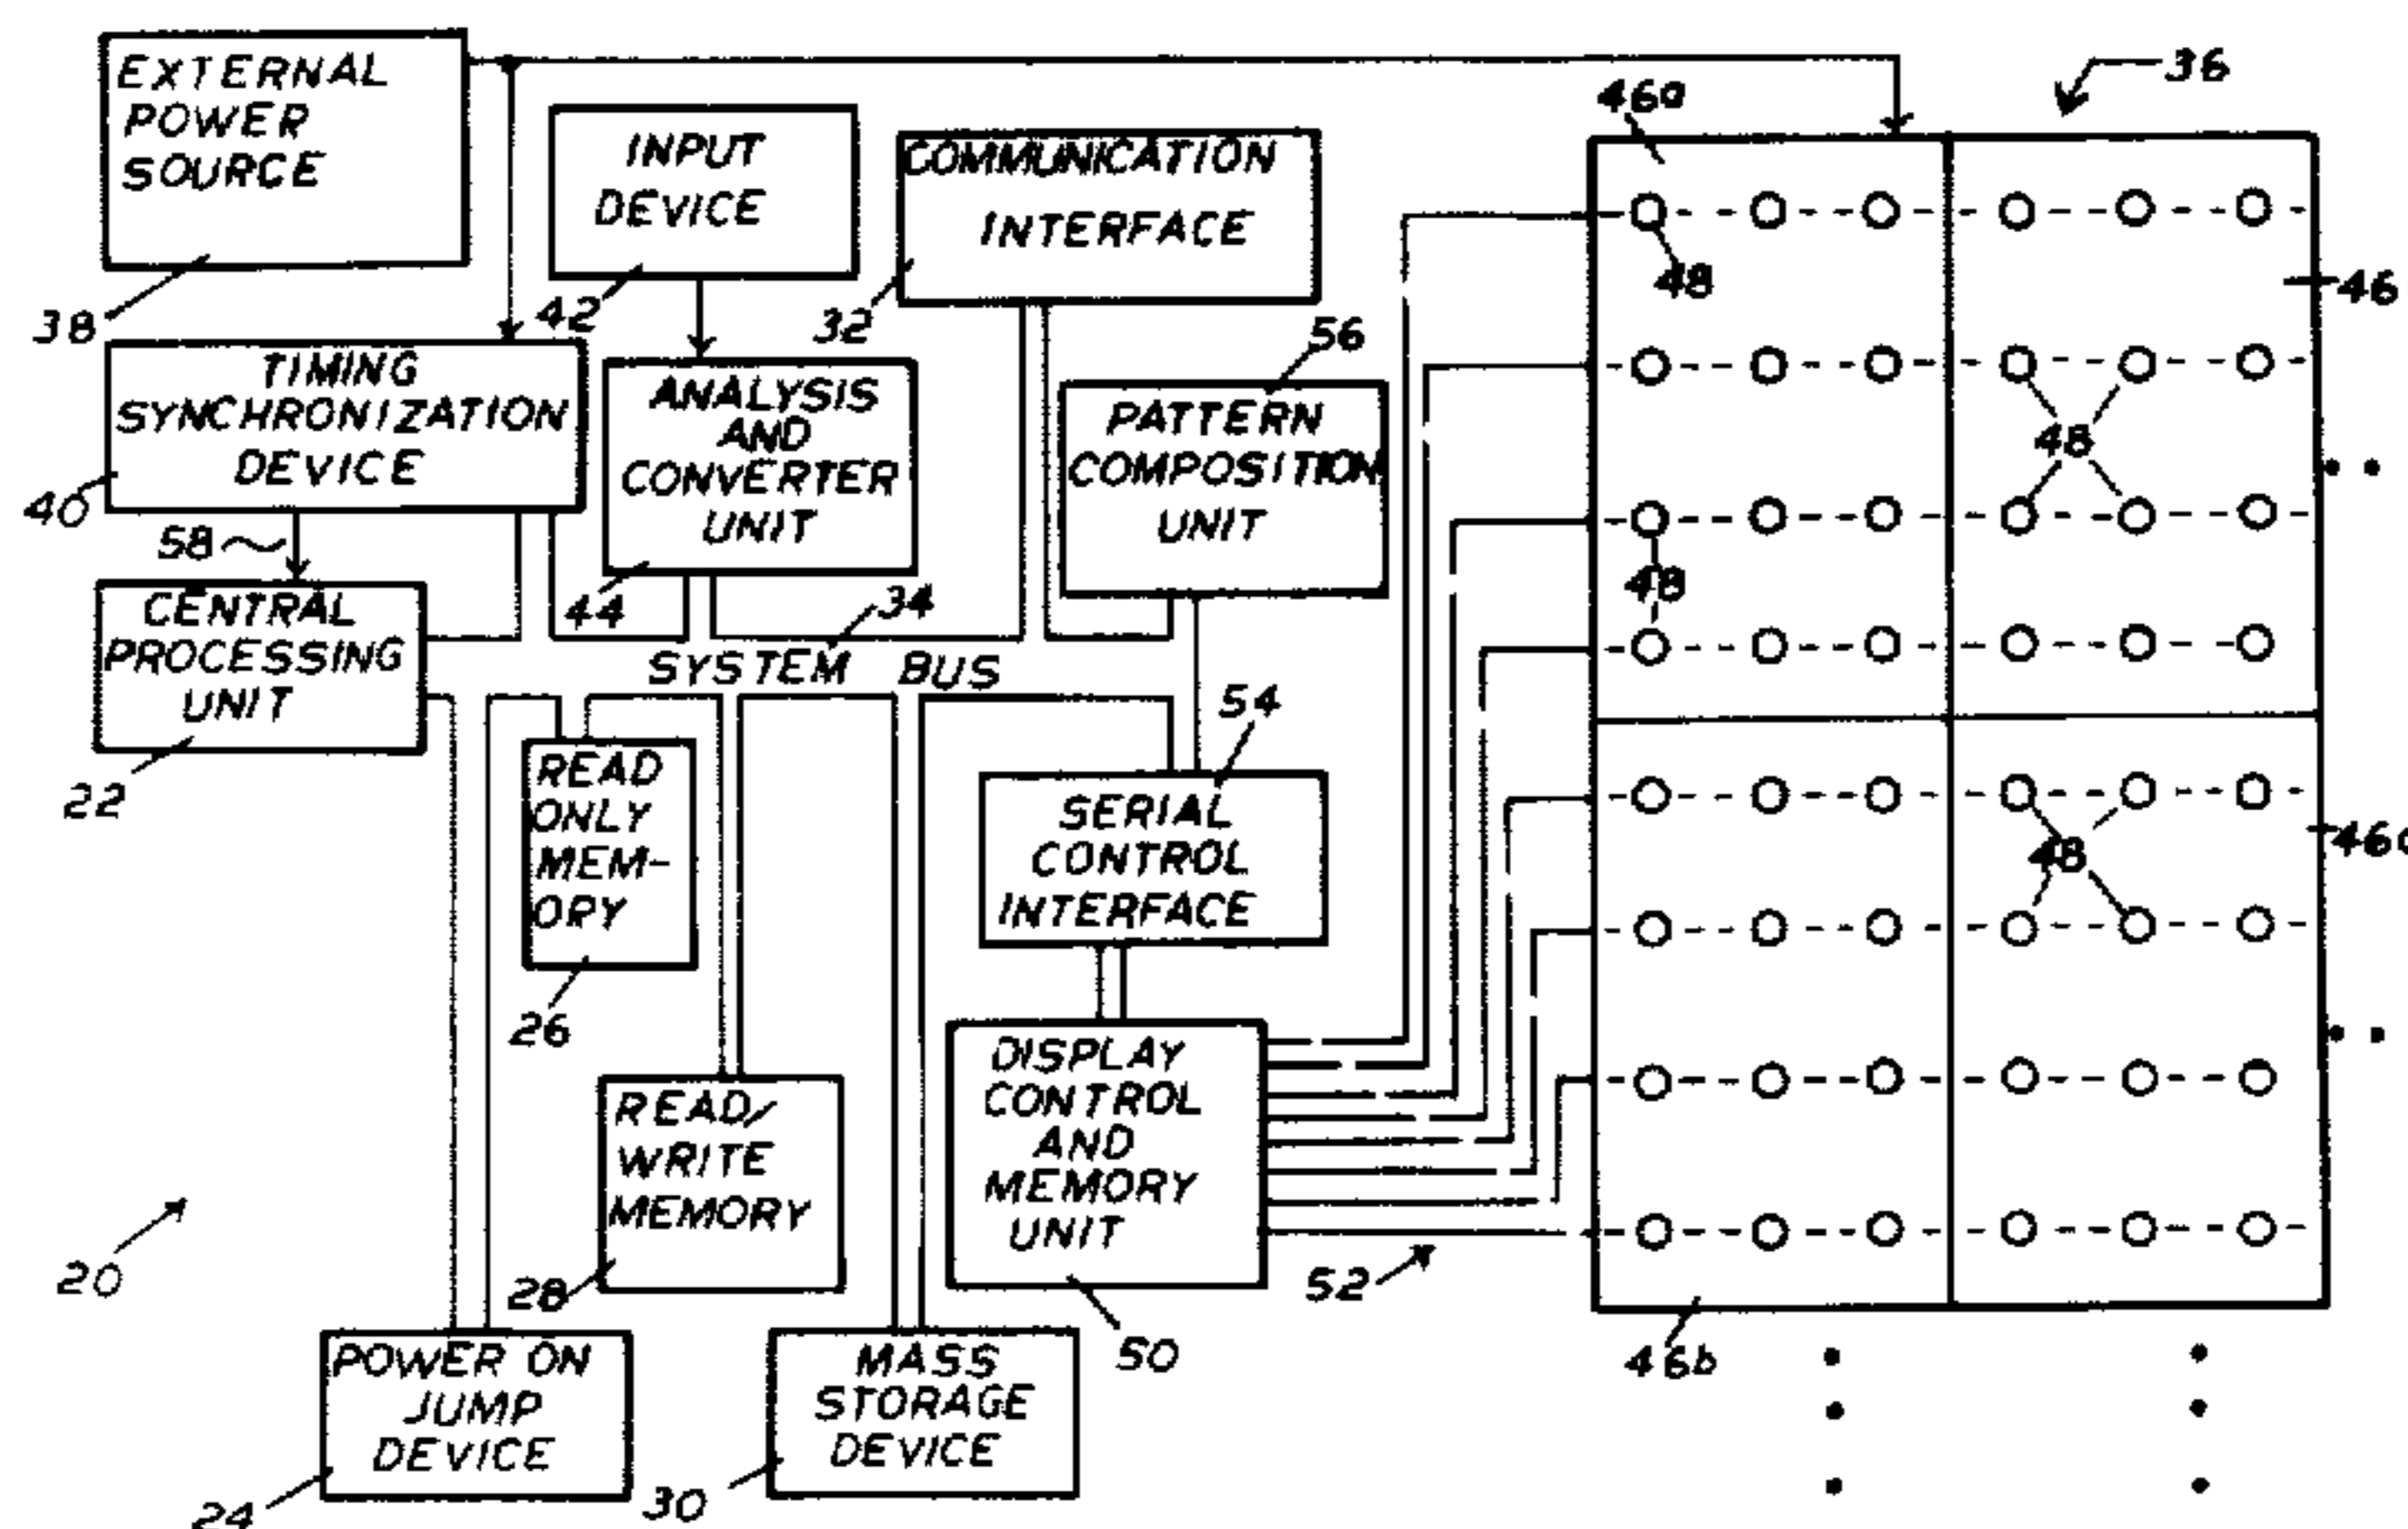 EXTERNAL
POWER
SOURCE
38
INPUT
DEVICE
42
COMMUNICATION
INTERFACE
32
36
46a
48
46
TIMING
SYNCHRONIZATION
DEVICE
40
58
ANALYSIS
AND
CONVERTER
UNIT
44
56
PATTERN
COMPOSITION
UNIT
48
48
CENTRAL
PROCESSING
UNIT
22
34
SYSTEM BUS
54
READ
ONLY
MEM-
ORY
26
SERIAL
CONTROL
INTERFACE
48
READ/
WRITE
MEMORY
28
DISPLAY
CONTROL
AND
MEMORY
UNIT
50
52
46b
20
POWER ON
JUMP
DEVICE
24
MASS
STORAGE
DEVICE
30